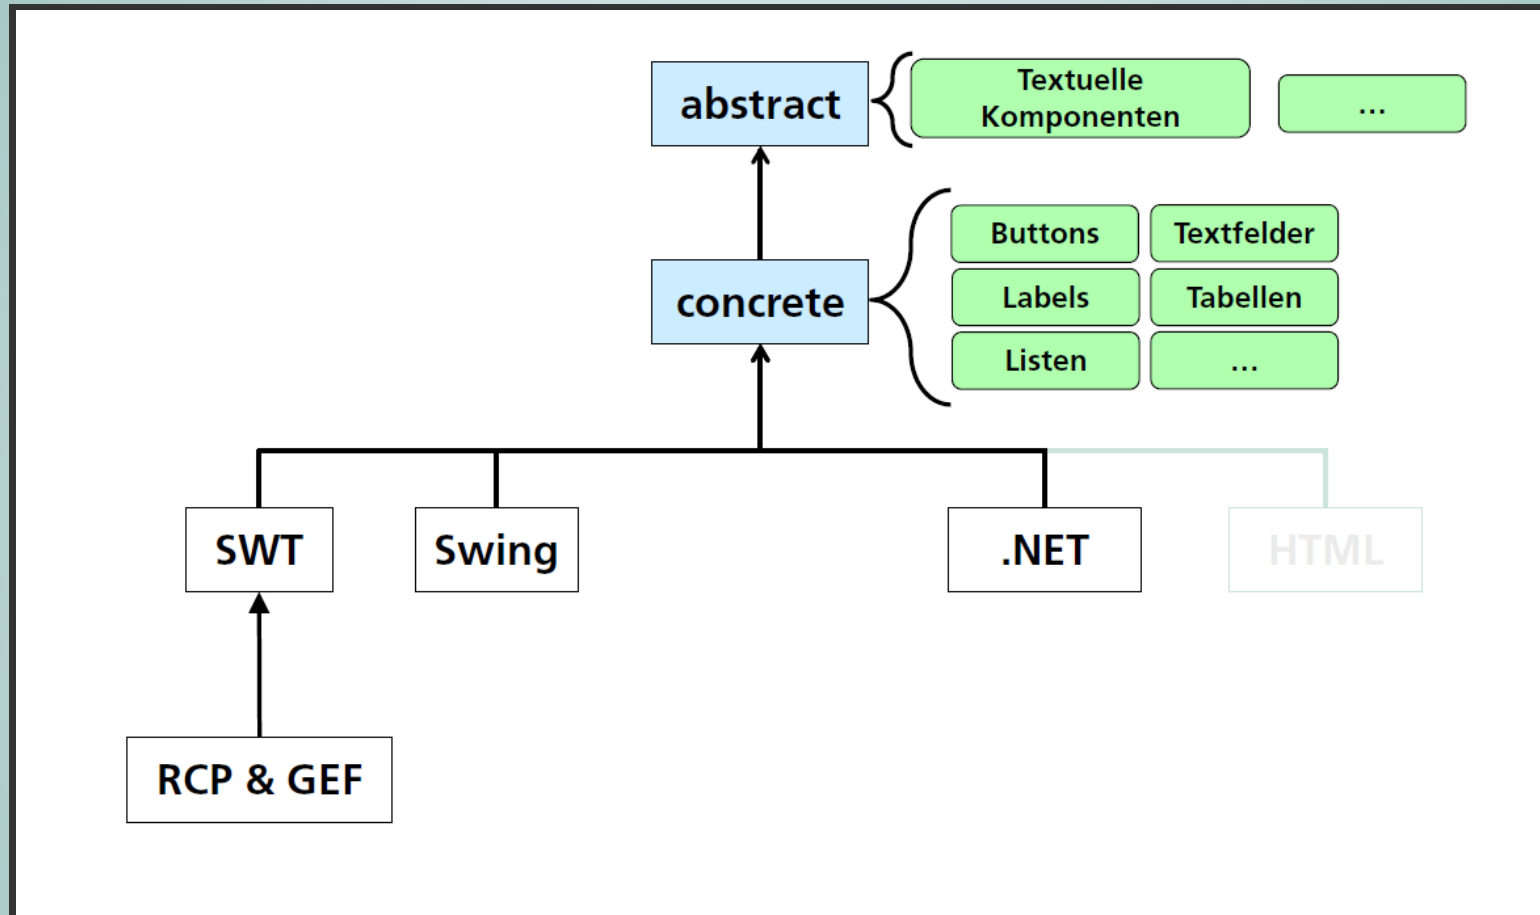 abstract
Textuelle
Komponenten
...
concrete
Buttons
Textfelder
Labels
Tabellen
Listen
...
SWT
Swing
.NET
HTML
RCP & GEF